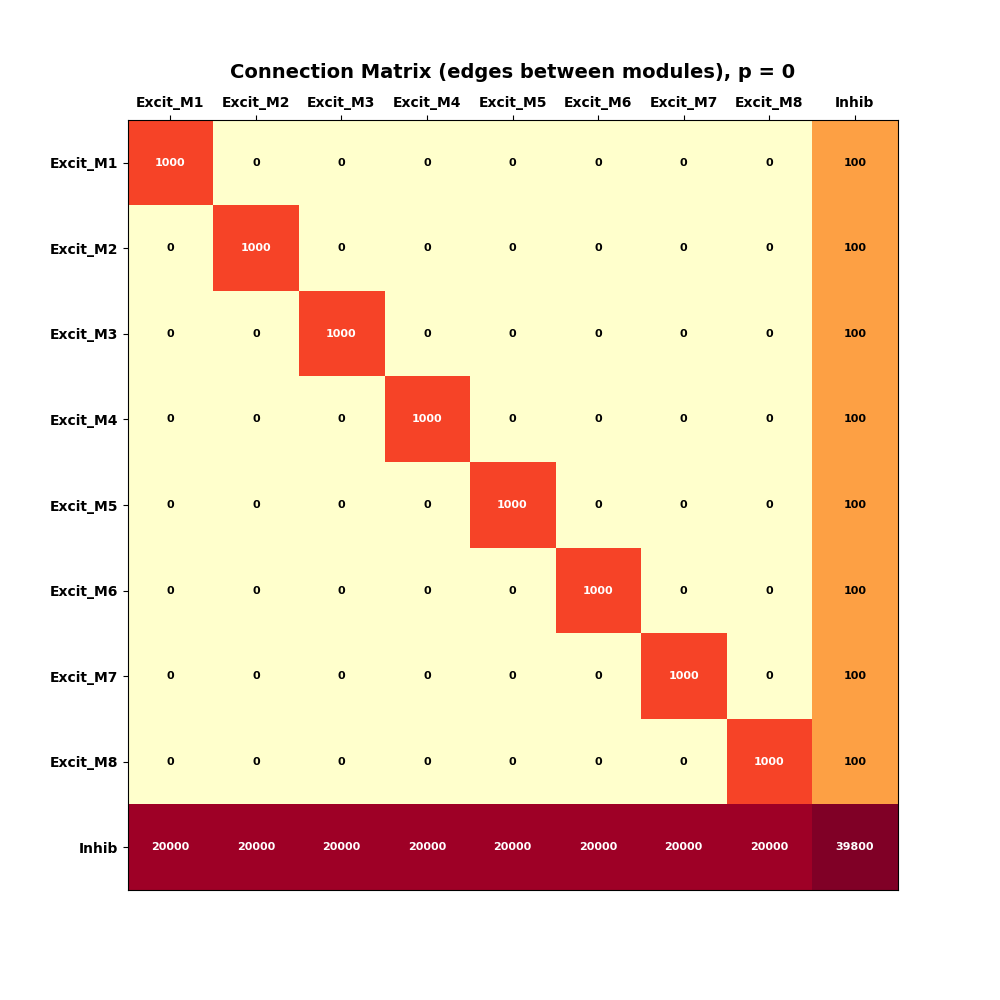 Connection Matrix (edges between modules), p = 0
Excit_M1 Excit_M2 Excit_M3 Excit_M4 Excit_M5 Excit_M6 Excit_M7 Excit_M8 Inhib
Excit_M1 1000 0 0 0 0 0 0 0 100
Excit_M2 0 1000 0 0 0 0 0 0 100
Excit_M3 0 0 1000 0 0 0 0 0 100
Excit_M4 0 0 0 1000 0 0 0 0 100
Excit_M5 0 0 0 0 1000 0 0 0 100
Excit_M6 0 0 0 0 0 1000 0 0 100
Excit_M7 0 0 0 0 0 0 1000 0 100
Excit_M8 0 0 0 0 0 0 0 1000 100
Inhib 20000 20000 20000 20000 20000 20000 20000 20000 39800